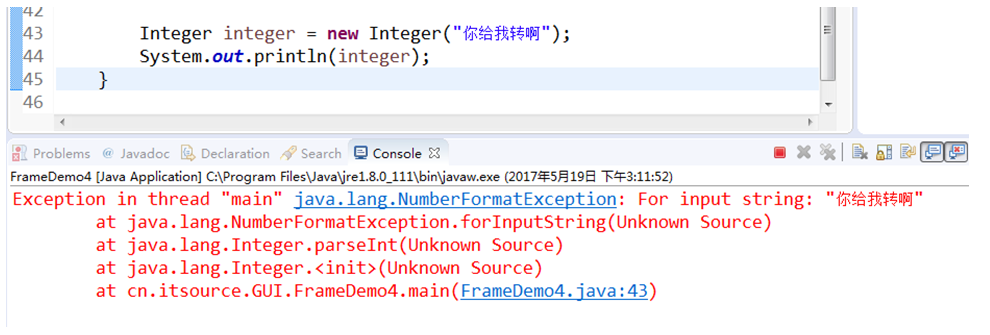 42
43 Integer integer = new Integer("你给我转啊");
44 System.out.println(integer);
45 }
46
Problems @ Javadoc Declaration Search Console
FrameDemo4 [Java Application] C:\Program Files\Java\jre1.8.0_111\bin\javaw.exe (2017年5月19日 下午3:11:52)
Exception in thread "main" java.lang.NumberFormatException: For input string: "你给我转啊"
at java.lang.NumberFormatException.forInputString(Unknown Source)
at java.lang.Integer.parseInt(Unknown Source)
at java.lang.Integer.<init>(Unknown Source)
at cn.itsource.GUI.FrameDemo4.main(FrameDemo4.java:43)